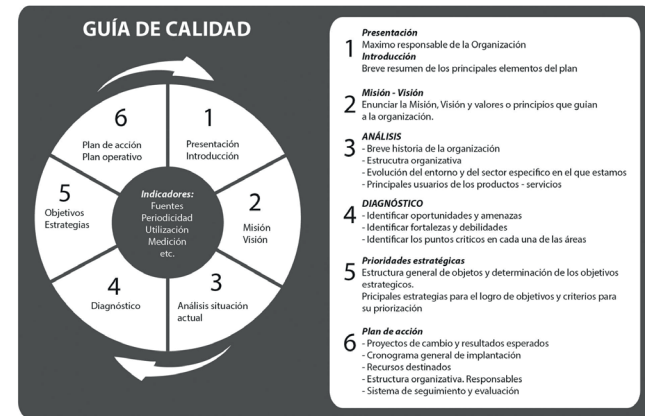 GUÍA DE CALIDAD
6
Plan de acción
Plan operativo
1
Presentación
Introducción
5
Objetivos
Estrategias
Indicadores:
Fuentes
Periodicidad
Utilización
Medición
etc.
2
Misión
Visión
4
Diagnóstico
3
Análisis situación
actual
1
Presentación
Maximo responsable de la Organización
Introducción
Breve resumen de los principales elementos del plan
2
Misión - Visión
Enunciar la Misión, Visión y valores o principios que guian
a la organización.
3
ANÁLISIS
- Breve historia de la organización
- Estrucutra organizativa
- Evolución del entorno y del sector especifico en el que estamos
- Principales usuarios de los productos - servicios
4
DIAGNÓSTICO
- Identificar oportunidades y amenazas
- Identificar fortalezas y debilidades
- Identificar los puntos criticos en cada una de las áreas
5
Prioridades estratégicas
Estructura general de objetos y determinación de los objetivos
estrategicos.
Pricipales estrategias para el logro de objetivos y criterios para
su priorización
6
Plan de acción
- Proyectos de cambio y resultados esperados
- Cronograma general de implantación
- Recursos destinados
- Estructura organizativa. Responsables
- Sistema de seguimiento y evaluación